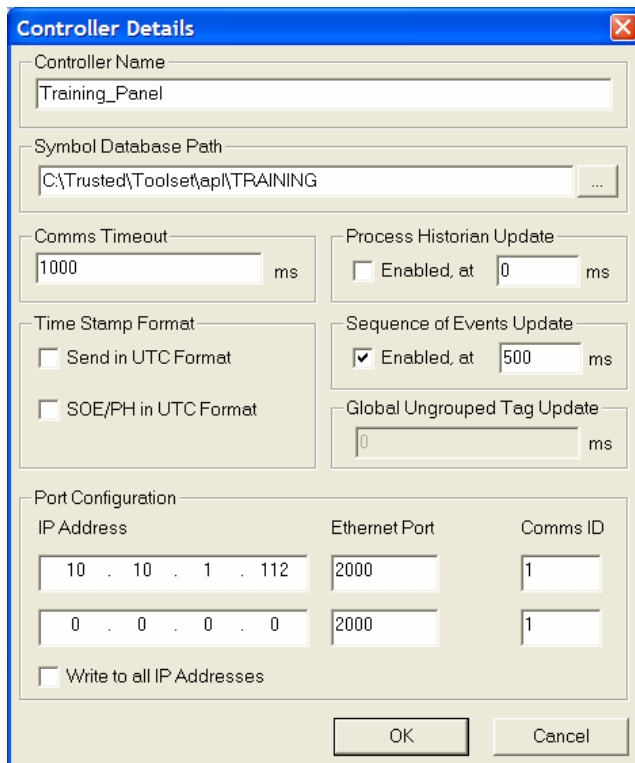 Controller Details
Controller Name
Training_Panel
Symbol Database Path
C:\Trusted\Toolset\apl\TRAINING
...
Comms Timeout
1000 ms
Process Historian Update
Enabled, at 0 ms
Time Stamp Format
Send in UTC Format
SOE/PH in UTC Format
Sequence of Events Update
Enabled, at 500 ms
Global Ungrouped Tag Update
0 ms
Port Configuration
IP Address Ethernet Port Comms ID
10 . 10 . 1 . 112 2000 1
0 . 0 . 0 . 0 2000 1
Write to all IP Addresses
OK Cancel